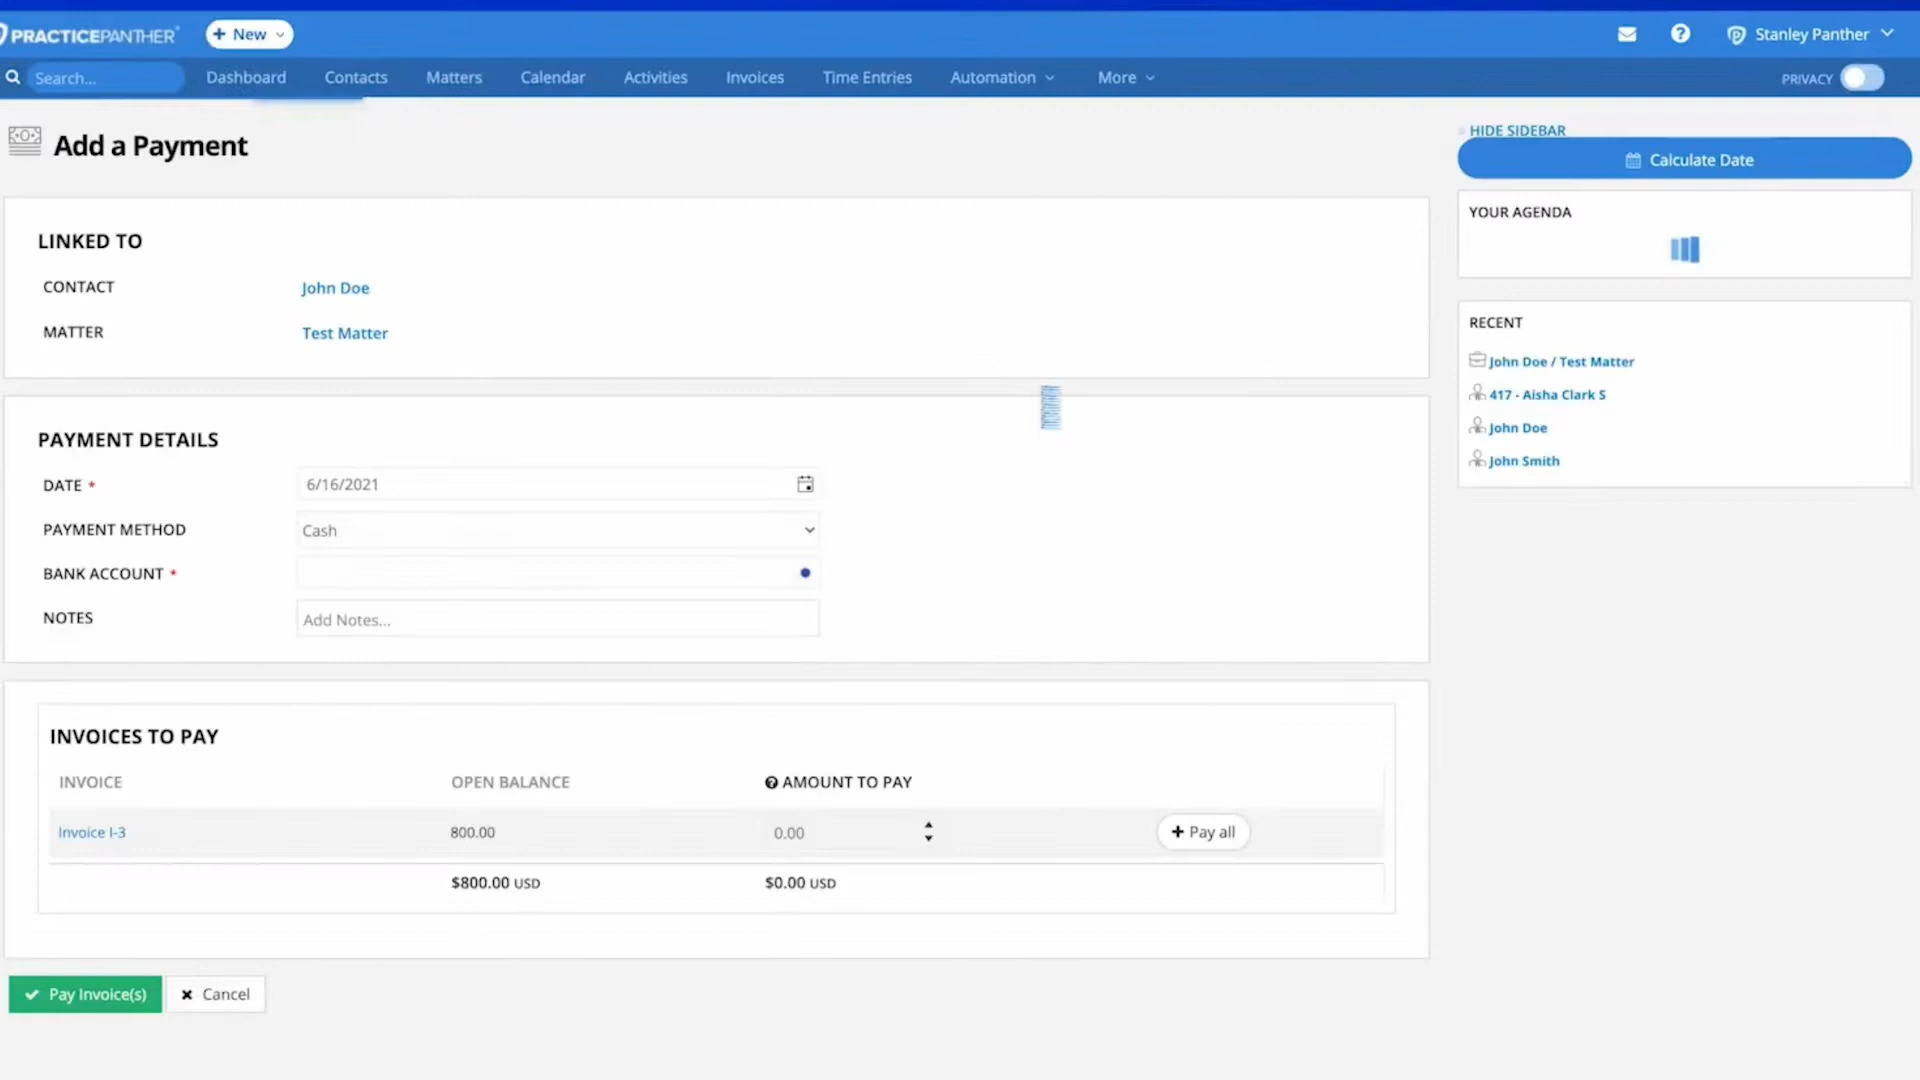 PRACTICEPANTHER
+ New
Stanley Panther
Search...
Dashboard
Contacts
Matters
Calendar
Activities
Invoices
Time Entries
Automation
More
PRIVACY
Add a Payment
HIDE SIDEBAR
Calculate Date
YOUR AGENDA
LINKED TO
CONTACT John Doe
MATTER Test Matter
RECENT
John Doe / Test Matter
417 - Aisha Clark S
John Doe
John Smith
PAYMENT DETAILS
DATE * 6/16/2021
PAYMENT METHOD Cash
BANK ACCOUNT *
NOTES Add Notes...
INVOICES TO PAY
INVOICE OPEN BALANCE AMOUNT TO PAY
Invoice I-3 800.00 0.00 + Pay all
$800.00 USD $0.00 USD
Pay Invoice(s)
Cancel